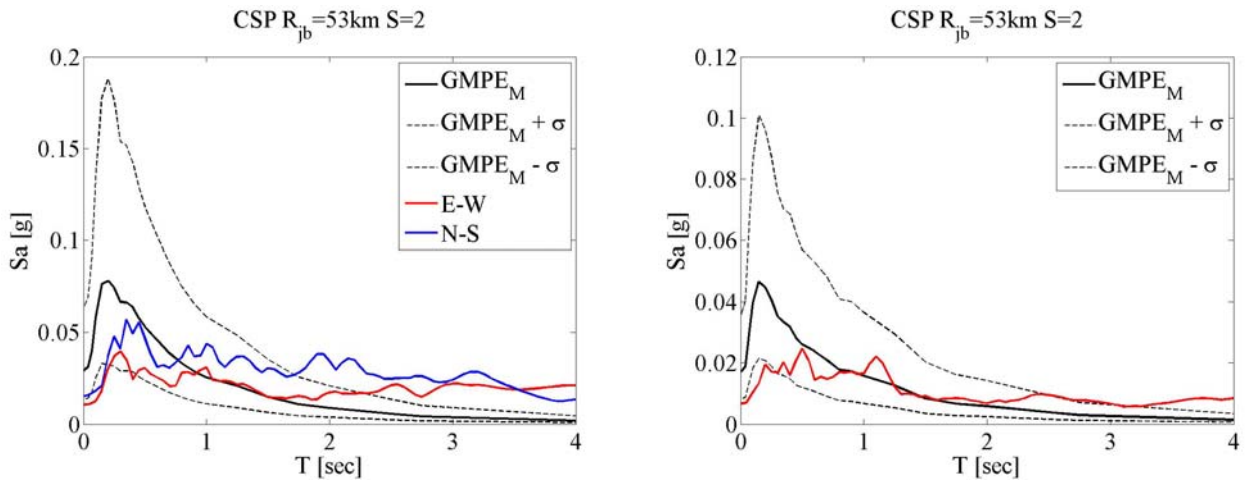 CSP R_jb=53km S=2
0.2
0.15
0.1
0.05
0
Sa [g]
GMPE_M
GMPE_M + σ
GMPE_M - σ
E-W
N-S
0 1 2 3 4
T [sec]
CSP R_jb=53km S=2
0.12
0.1
0.08
0.06
0.04
0.02
0
Sa [g]
GMPE_M
GMPE_M + σ
GMPE_M - σ
0 1 2 3 4
T [sec]